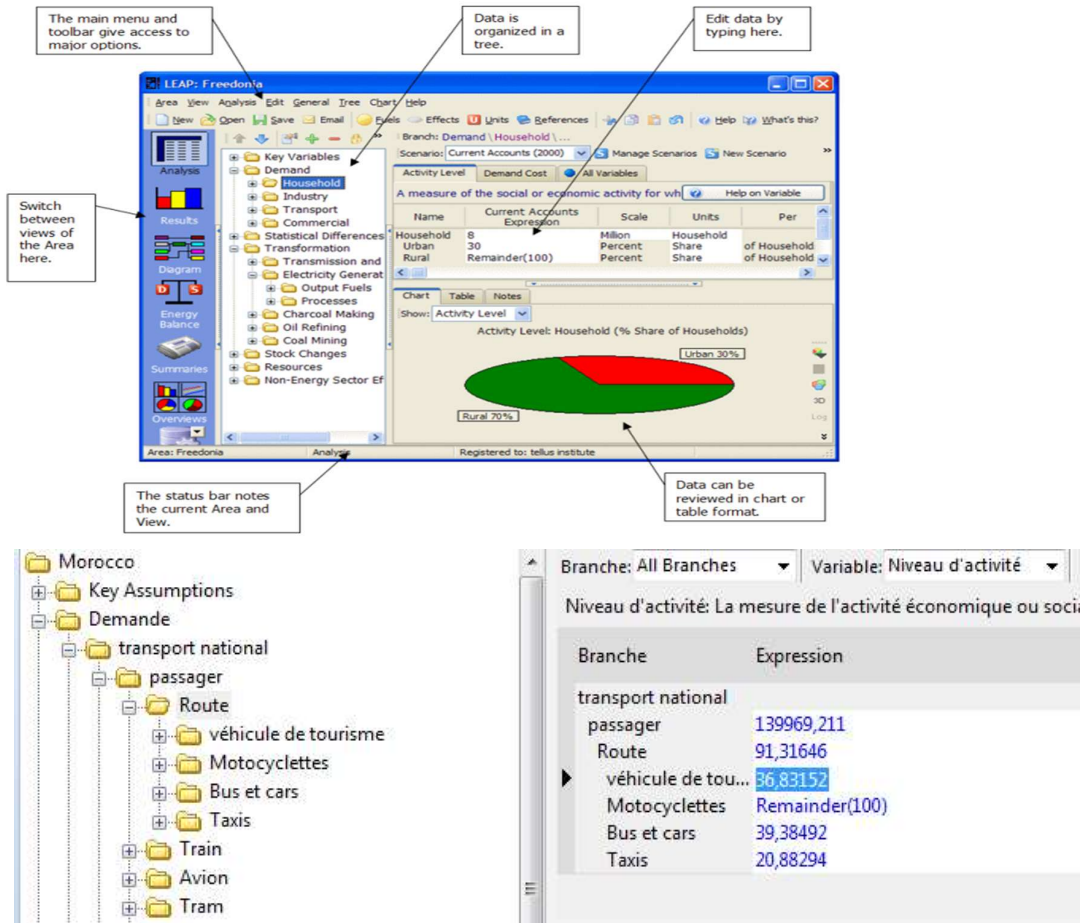 The main menu and
toolbar give access to
major options.
Data is
organized in a
tree.
Edit data by
typing here.
LEAP: Freedonia
Area View Analysis Edit General Tree Chart Help
New Open Save Email Fuels Effects Units References Help What's this?
Branch: Demand \ Household \ ...
Scenario: Current Accounts (2000) Manage Scenarios New Scenario
Activity Level Demand Cost All Variables
A measure of the social or economic activity for wh Help on Variable
Name Current Accounts Expression Scale Units Per
Household 8 Million Household
Urban 30 Percent Share of Household
Rural Remainder(100) Percent Share of Household
Chart Table Notes
Show: Activity Level
Activity Level: Household (% Share of Households)
Urban 30%
Rural 70%
3D
Log
Analysis
Results
Diagram
Energy
Balance
Summaries
Overviews
Key Variables
Demand
Household
Industry
Transport
Commercial
Statistical Differences
Transformation
Transmission and
Electricity Generat
Output Fuels
Processes
Charcoal Making
Oil Refining
Coal Mining
Stock Changes
Resources
Non-Energy Sector Ef
Area: Freedonia Analysis Registered to: tellus institute
Switch
between
views of
the Area
here.
The status bar notes
the current Area and
View.
Data can be
reviewed in chart or
table format.
Morocco
Key Assumptions
Demande
transport national
passager
Route
véhicule de tourisme
Motocyclettes
Bus et cars
Taxis
Train
Avion
Tram
Branche: All Branches Variable: Niveau d'activité
Niveau d'activité: La mesure de l'activité économique ou socia
Branche Expression
transport national
passager 139969,211
Route 91,31646
véhicule de tou... 36,83152
Motocyclettes Remainder(100)
Bus et cars 39,38492
Taxis 20,88294